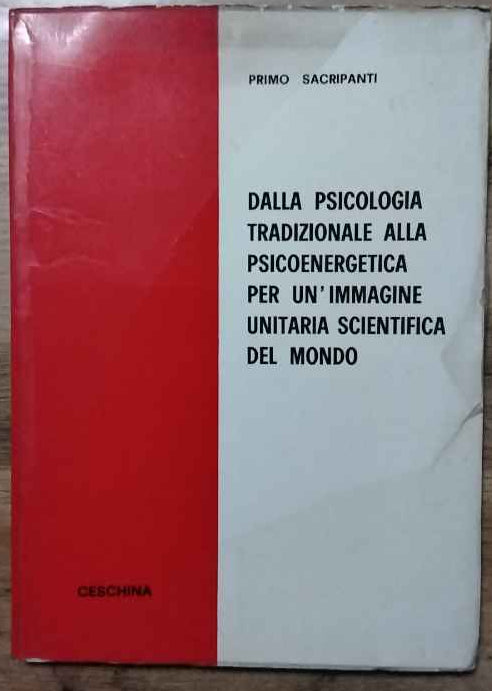 PRIMO SACRIPANTI
DALLA PSICOLOGIA
TRADIZIONALE ALLA
PSICOENERGETICA
PER UN'IMMAGINE
UNITARIA SCIENTIFICA
DEL MONDO
CESCHINA